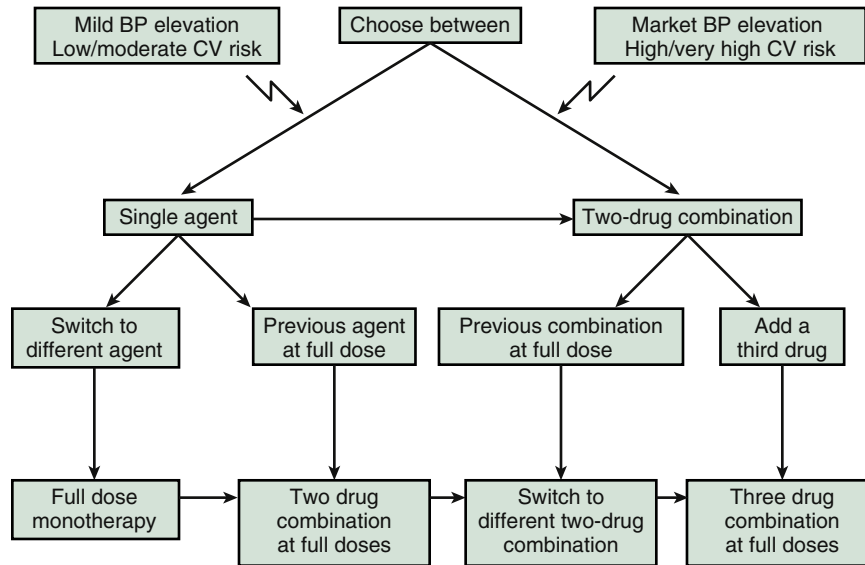 Mild BP elevation
Low/moderate CV risk
Choose between
Market BP elevation
High/very high CV risk
Single agent
Two-drug combination
Switch to
different agent
Previous agent
at full dose
Previous combination
at full dose
Add a
third drug
Full dose
monotherapy
Two drug
combination
at full doses
Switch to
different two-drug
combination
Three drug
combination
at full doses